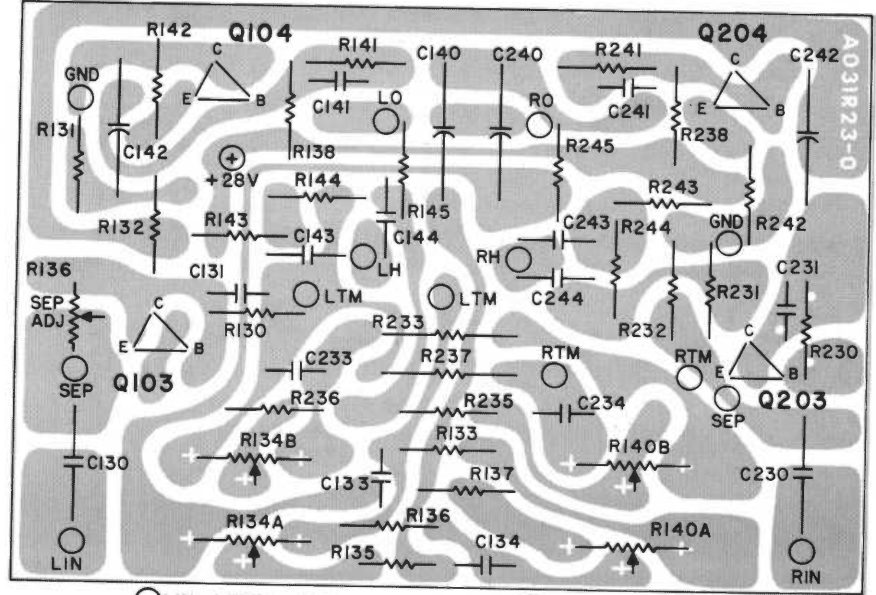 R142
Q104
R141
C140
C240
R241
Q204
C242
GND
C
C
E
B
C141
LO
RO
C241
E
B
A031R23-0
R131
C142
R138
R245
R238
+
+28V
R144
R145
R243
R132
R143
C144
C243
R244
GND
R242
C143
LH
RH
R136
C131
LTM
LTM
C244
R231
C231
SEP
ADJ
C
R130
R233
R232
C
R230
E
B
C233
R237
RTM
RTM
E
B
SEP
Q103
R236
R235
C234
SEP
Q203
R134B
R133
R140B
C130
C133
R137
C230
R134A
R136
R140A
LIN
R135
C134
RIN